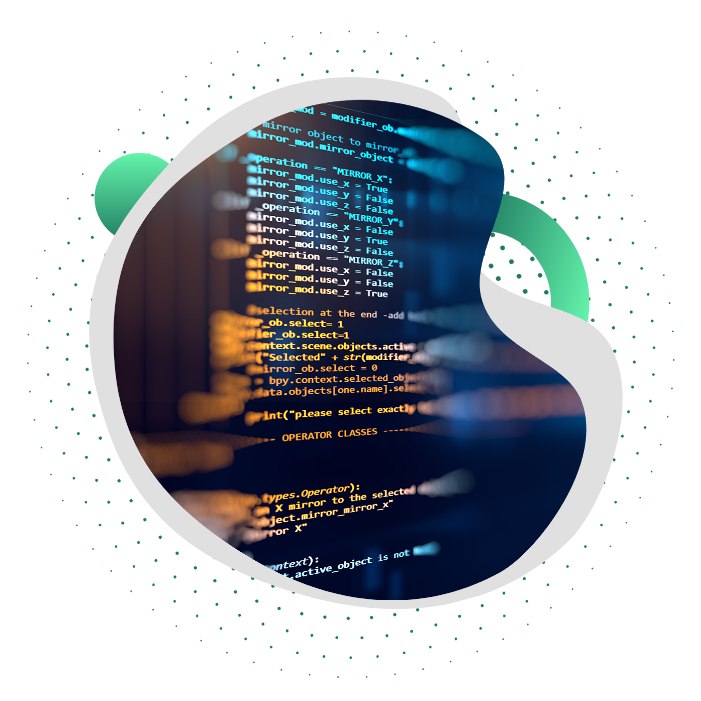 mod = modifier_ob.
mirror object to mirror
mirror_mod.mirror_object
operation == "MIRROR_X":
mirror_mod.use_x = True
mirror_mod.use_y = False
mirror_mod.use_z = False
_operation == "MIRROR_Y":
mirror_mod.use_x = False
mirror_mod.use_y = True
mirror_mod.use_z = False
_operation == "MIRROR_Z":
mirror_mod.use_x = False
mirror_mod.use_y = False
mirror_mod.use_z = True
selection at the end -add
_ob.select= 1
er_ob.select=1
ntext.scene.objects.active
("Selected" + str(modifier_
mirror_ob.select = 0
= bpy.context.selected_obj
data.objects[one.name].sel
print("please select exactly
--- OPERATOR CLASSES ----
types.Operator):
X mirror to the selected
ject.mirror_mirror_x"
ror X"
ontext):
.active_object is not